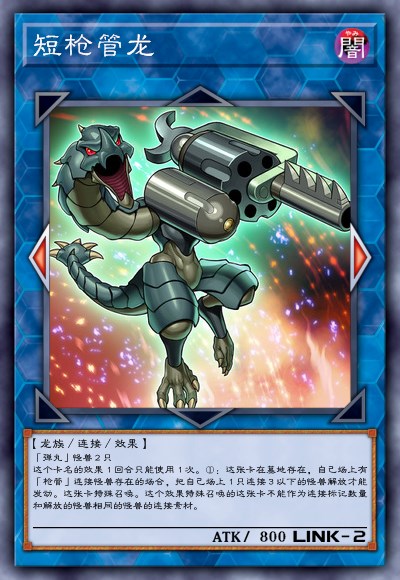 短枪管龙
やみ
闇
【龙族／连接／效果】
「弹丸」怪兽２只
这个卡名的效果１回合只能使用１次。①：这张卡在墓地存在，自己场上有
「枪管」连接怪兽存在的场合，把自己场上１只连接３以下的怪兽解放才能
发动。这张卡特殊召唤。这个效果特殊召唤的这张卡不能作为连接标记数量
和解放的怪兽相同的怪兽的连接素材。
ATK/ 800 LINK-2